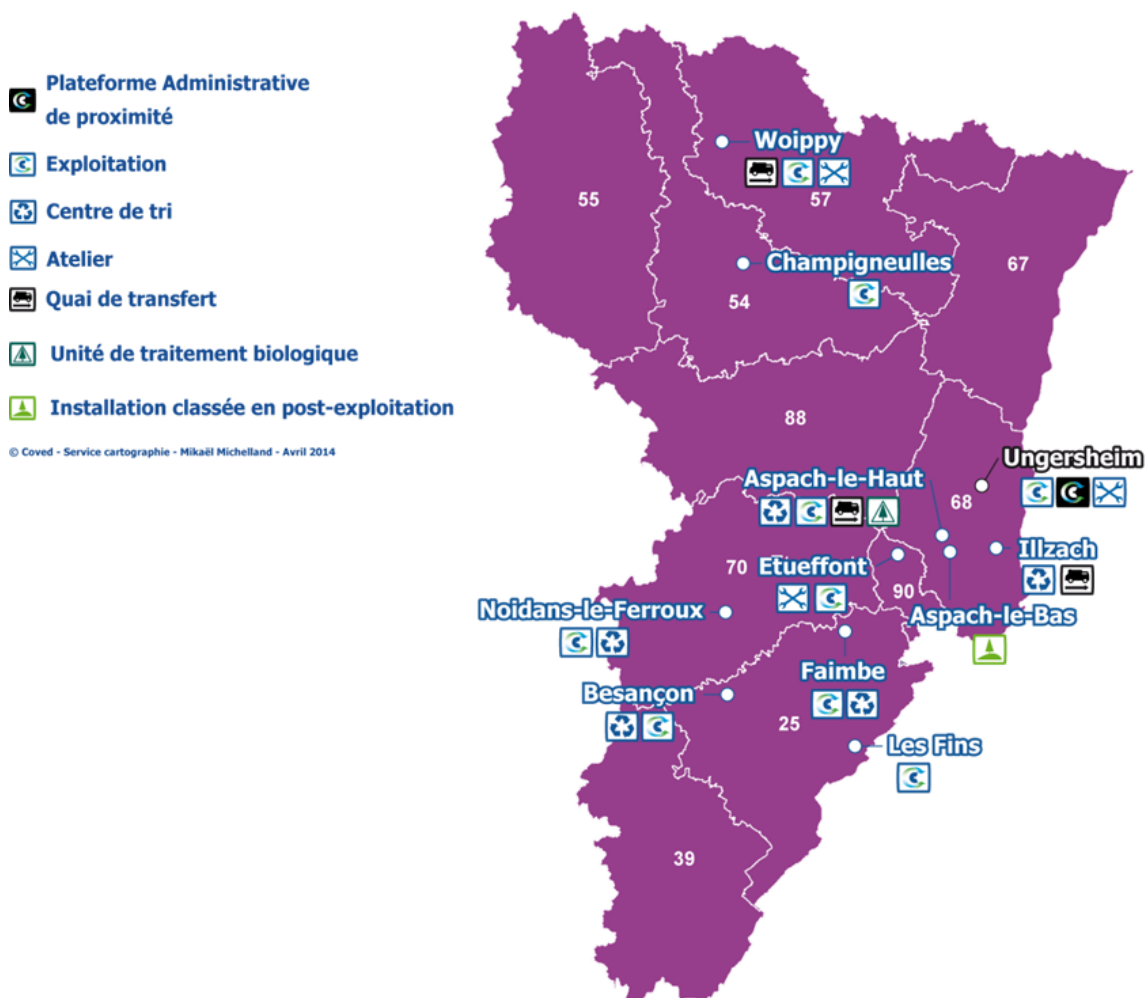 Plateforme Administrative
de proximité
Exploitation
Centre de tri
Atelier
Quai de transfert
Unité de traitement biologique
Installation classée en post-exploitation
© Coved - Service cartographie - Mikaël Michelland - Avril 2014
Woippy
57
55
67
Champigneulles
54
88
Ungersheim
68
Aspach-le-Haut
Illzach
70
Etueffont
90
Aspach-le-Bas
Noidans-le-Ferroux
Faimbe
Besançon
25
Les Fins
39